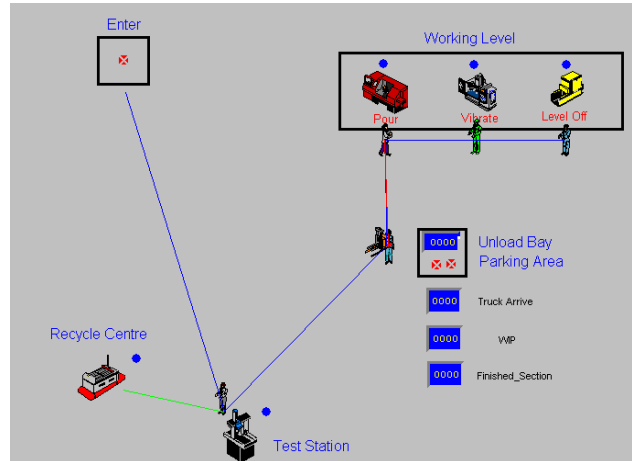 Enter
Working Level
Pour
Vibrate
Level Off
0000
Unload Bay
Parking Area
0000
Truck Arrive
0000
WIP
0000
Finished_Section
Recycle Centre
Test Station